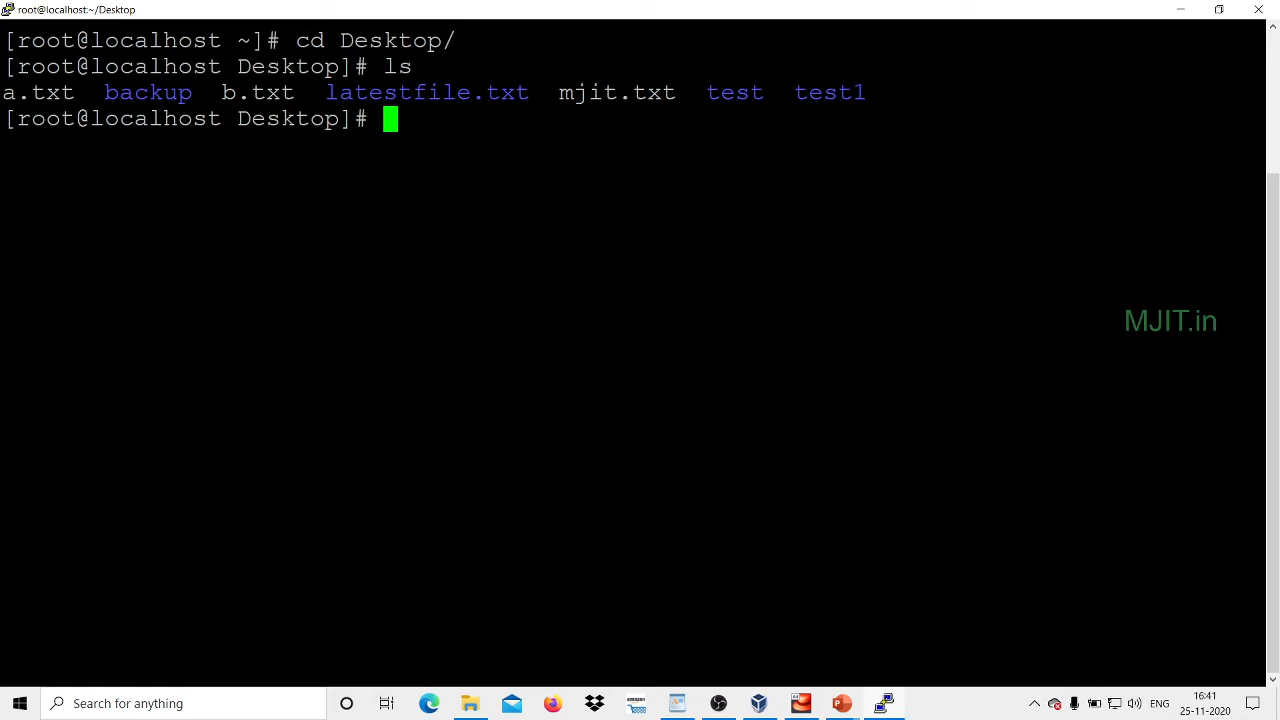 root@localhost:~/Desktop
[root@localhost ~]# cd Desktop/
[root@localhost Desktop]# ls
a.txt  backup  b.txt  latestfile.txt  mjit.txt  test  test1
[root@localhost Desktop]#
MJIT.in
Search for anything
amazon
ENG
16:41
25-11-2020